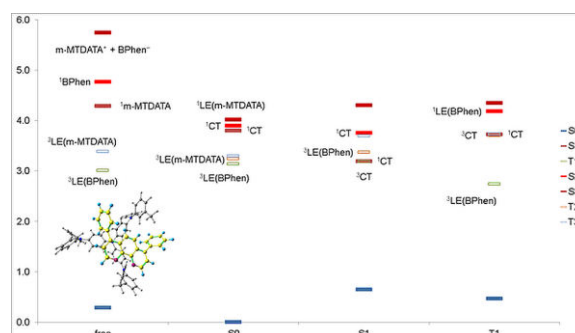 6.0
m-MTDATA⁺ + BPhen⁻
5.0
¹BPhen
¹m-MTDATA
¹LE(m-MTDATA)
¹LE(BPhen)
4.0
¹CT
¹CT
¹CT
³CT
¹CT
³LE(m-MTDATA)
³LE(m-MTDATA)
³LE(BPhen)
¹CT
3.0
³LE(BPhen)
³LE(BPhen)
³CT
³LE(BPhen)
2.0
1.0
0.0
free
S0
S1
T1